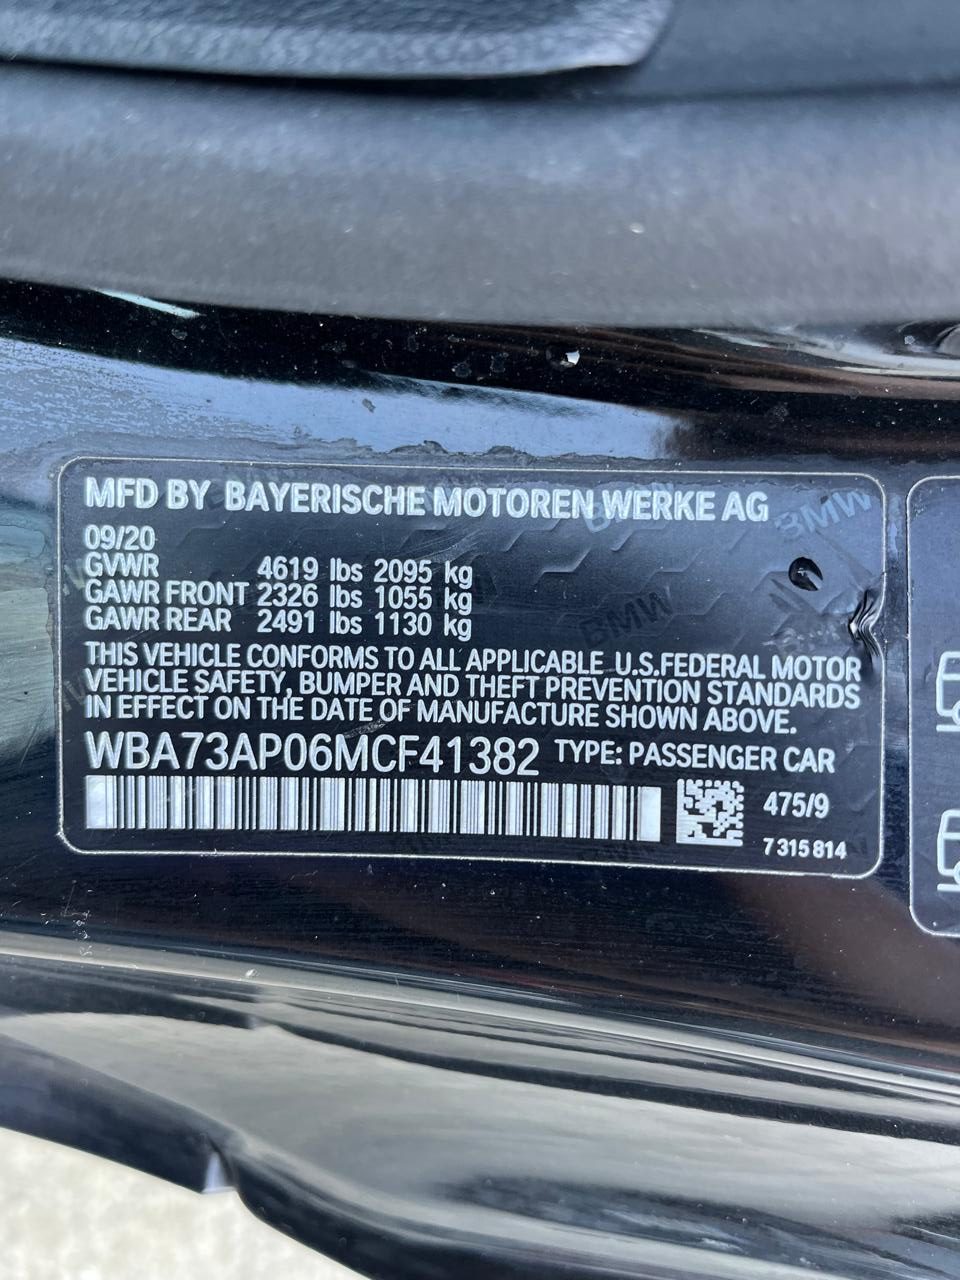 MFD BY BAYERISCHE MOTOREN WERKE AG
09/20
GVWR 4619 lbs 2095 kg
GAWR FRONT 2326 lbs 1055 kg
GAWR REAR 2491 lbs 1130 kg
THIS VEHICLE CONFORMS TO ALL APPLICABLE U.S.FEDERAL MOTOR
VEHICLE SAFETY, BUMPER AND THEFT PREVENTION STANDARDS
IN EFFECT ON THE DATE OF MANUFACTURE SHOWN ABOVE.
WBA73AP06MCF41382 TYPE: PASSENGER CAR
475/9
7 315 814
BMW
BMW
BMW